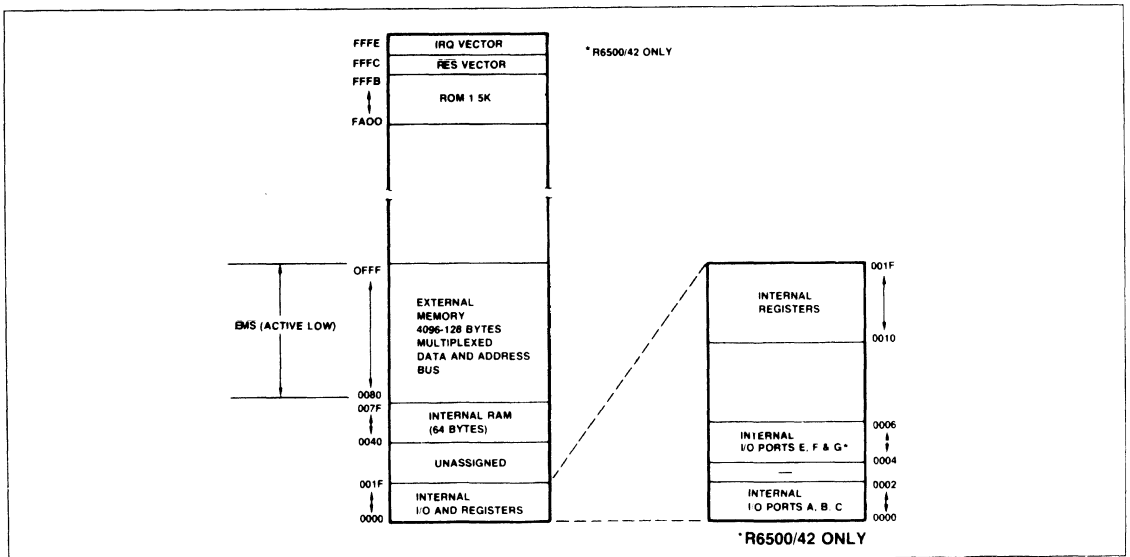 FFFE IRQ VECTOR
* R6500/42 ONLY
FFFC RES VECTOR
FFFB
ROM 1 5K
FA00
0FFF
EMS (ACTIVE LOW)
EXTERNAL
MEMORY
4096-128 BYTES
MULTIPLEXED
DATA AND ADDRESS
BUS
0080
007F
INTERNAL RAM
(64 BYTES)
0040
UNASSIGNED
001F
INTERNAL
I/O AND REGISTERS
0000
001F
INTERNAL
REGISTERS
0010
0006
INTERNAL
I/O PORTS E, F & G*
0004
—
0002
INTERNAL
I/O PORTS A, B, C
0000
*R6500/42 ONLY